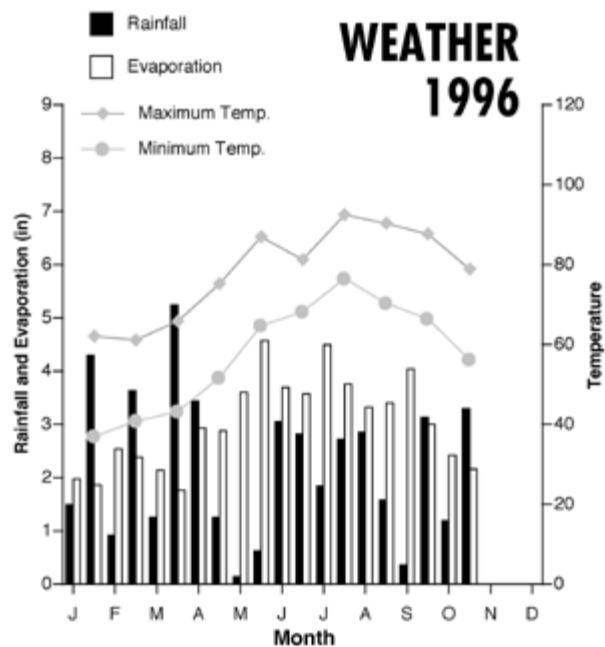 Rainfall
Evaporation
Maximum Temp.
Minimum Temp.
WEATHER
1996
Rainfall and Evaporation (in)
9
8
7
6
5
4
3
2
1
0
120
100
80
60
40
20
0
Temperature
J F M A M J J A S O N D
Month